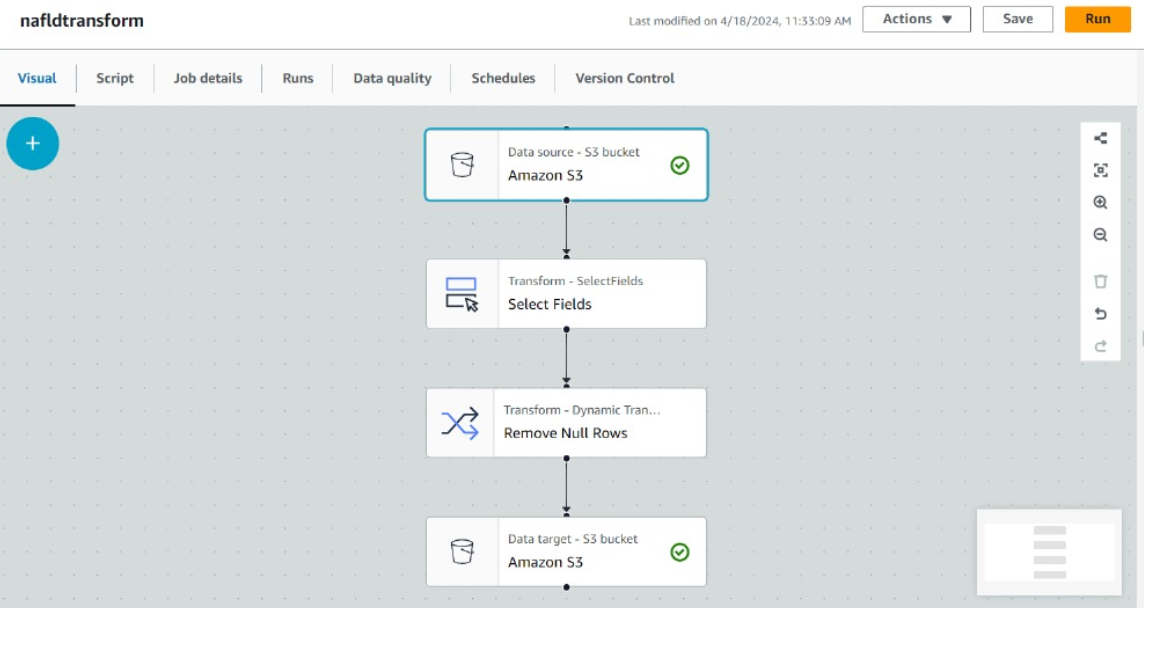 nafldtransform
Last modified on 4/18/2024, 11:33:09 AM
Actions
Save
Run
Visual
Script
Job details
Runs
Data quality
Schedules
Version Control
Data source - S3 bucket
Amazon S3
Transform - SelectFields
Select Fields
Transform - Dynamic Tran...
Remove Null Rows
Data target - S3 bucket
Amazon S3